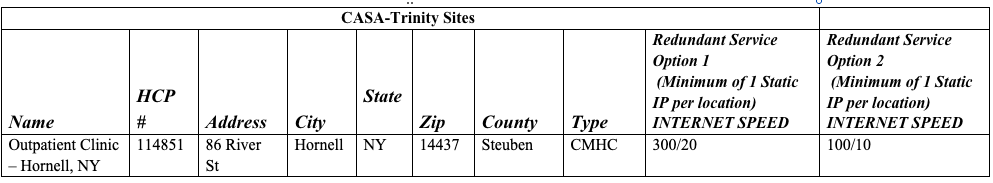 CASA-Trinity Sites
Name
HCP
#
Address
City
State
Zip
County
Type
Redundant Service
Option 1
(Minimum of 1 Static
IP per location)
INTERNET SPEED
Redundant Service
Option 2
(Minimum of 1 Static
IP per location)
INTERNET SPEED
Outpatient Clinic
– Hornell, NY
114851
86 River
St
Hornell
NY
14437
Steuben
CMHC
300/20
100/10